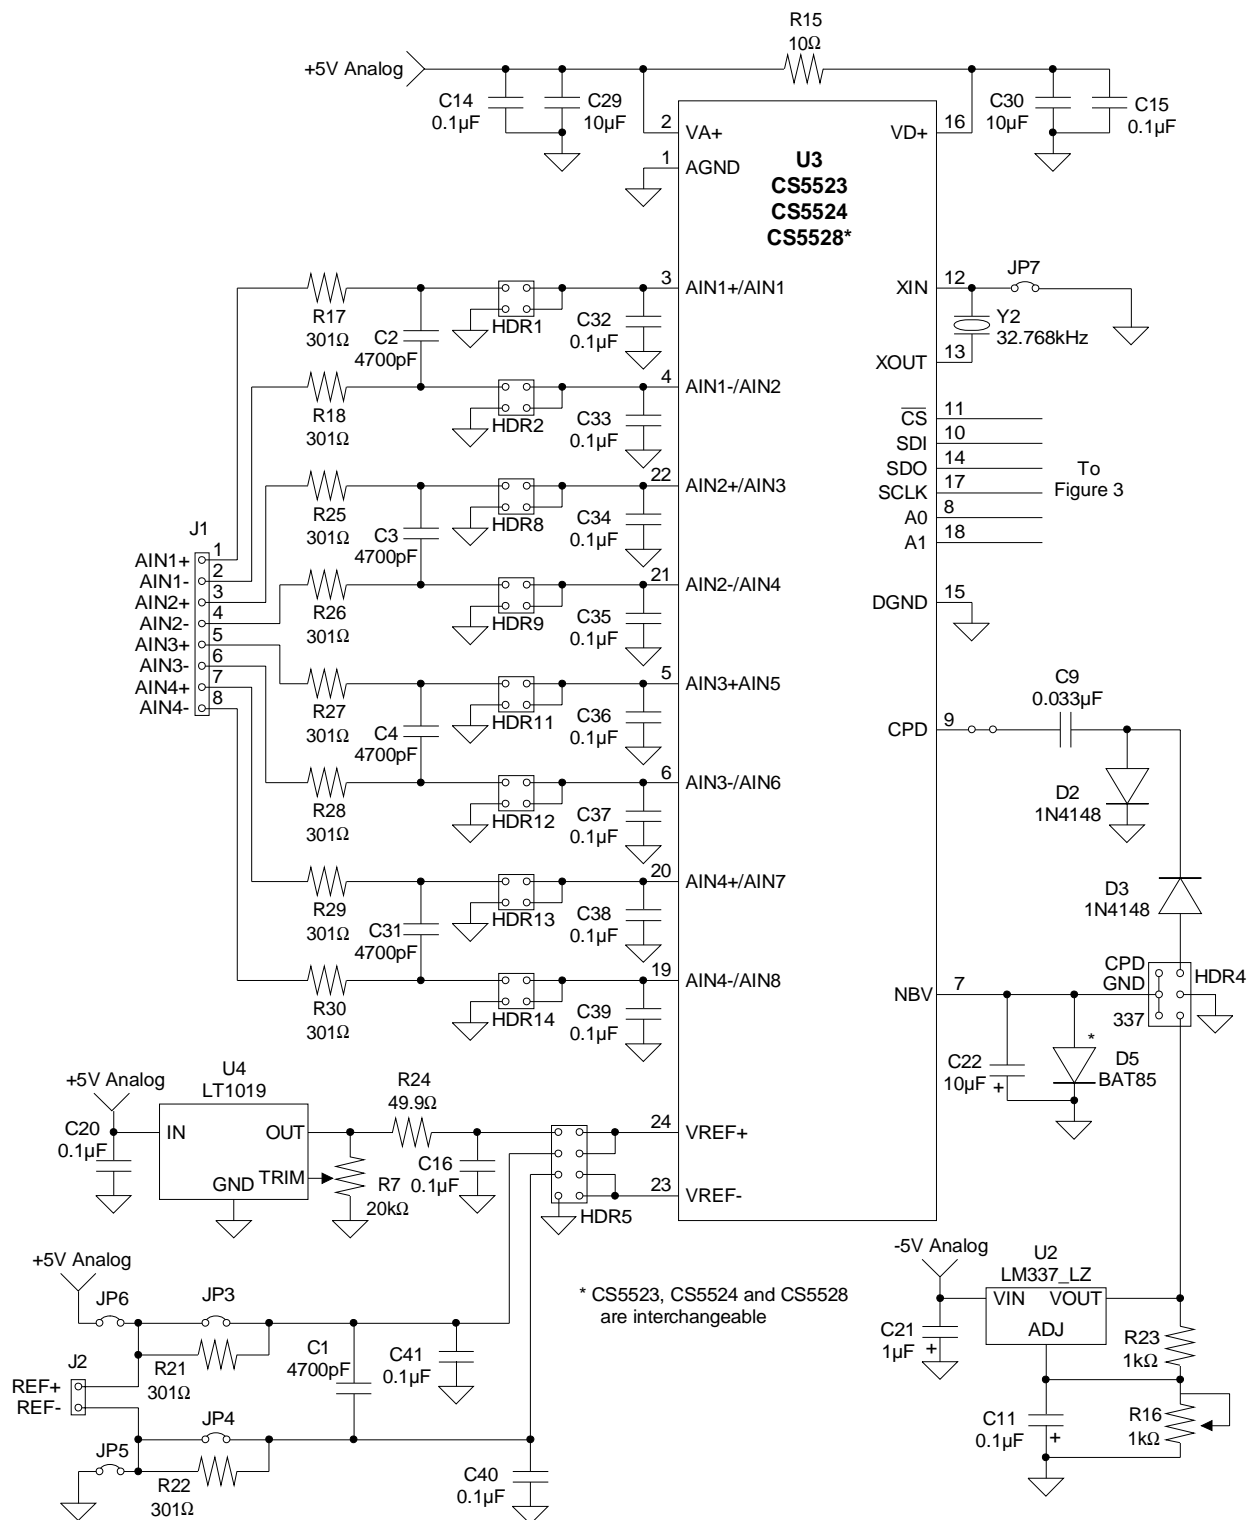 R15
10Ω
+5V Analog
C14
0.1µF
C29
10µF
C30
10µF
C15
0.1µF
2
VA+
1
AGND
VD+
16
U3
CS5523
CS5524
CS5528*
R17
301Ω
C2
4700pF
HDR1
C32
0.1µF
3
AIN1+/AIN1
XIN
12
JP7
Y2
32.768kHz
XOUT
13
R18
301Ω
HDR2
C33
0.1µF
4
AIN1-/AIN2
CS
11
SDI
10
SDO
14
SCLK
17
A0
8
A1
18
To
Figure 3
R25
301Ω
C3
4700pF
HDR8
C34
0.1µF
22
AIN2+/AIN3
J1
AIN1+
1
AIN1-
2
AIN2+
3
AIN2-
4
AIN3+
5
AIN3-
6
AIN4+
7
AIN4-
8
R26
301Ω
HDR9
C35
0.1µF
21
AIN2-/AIN4
DGND
15
R27
301Ω
C4
4700pF
HDR11
C36
0.1µF
5
AIN3+AIN5
CPD
9
C9
0.033µF
D2
1N4148
R28
301Ω
HDR12
C37
0.1µF
6
AIN3-/AIN6
R29
301Ω
C31
4700pF
HDR13
C38
0.1µF
20
AIN4+/AIN7
D3
1N4148
R30
301Ω
HDR14
C39
0.1µF
19
AIN4-/AIN8
NBV
7
CPD
GND
337
HDR4
C22
10µF
+
*
D5
BAT85
+5V Analog
U4
LT1019
C20
0.1µF
IN
OUT
GND
TRIM
R24
49.9Ω
R7
20kΩ
C16
0.1µF
HDR5
24
VREF+
23
VREF-
+5V Analog
JP6
JP3
R21
301Ω
J2
REF+
REF-
JP5
JP4
R22
301Ω
C1
4700pF
C41
0.1µF
C40
0.1µF
* CS5523, CS5524 and CS5528
are interchangeable
-5V Analog
U2
LM337_LZ
VIN
VOUT
ADJ
C21
1µF
+
R23
1kΩ
C11
0.1µF
+
R16
1kΩ